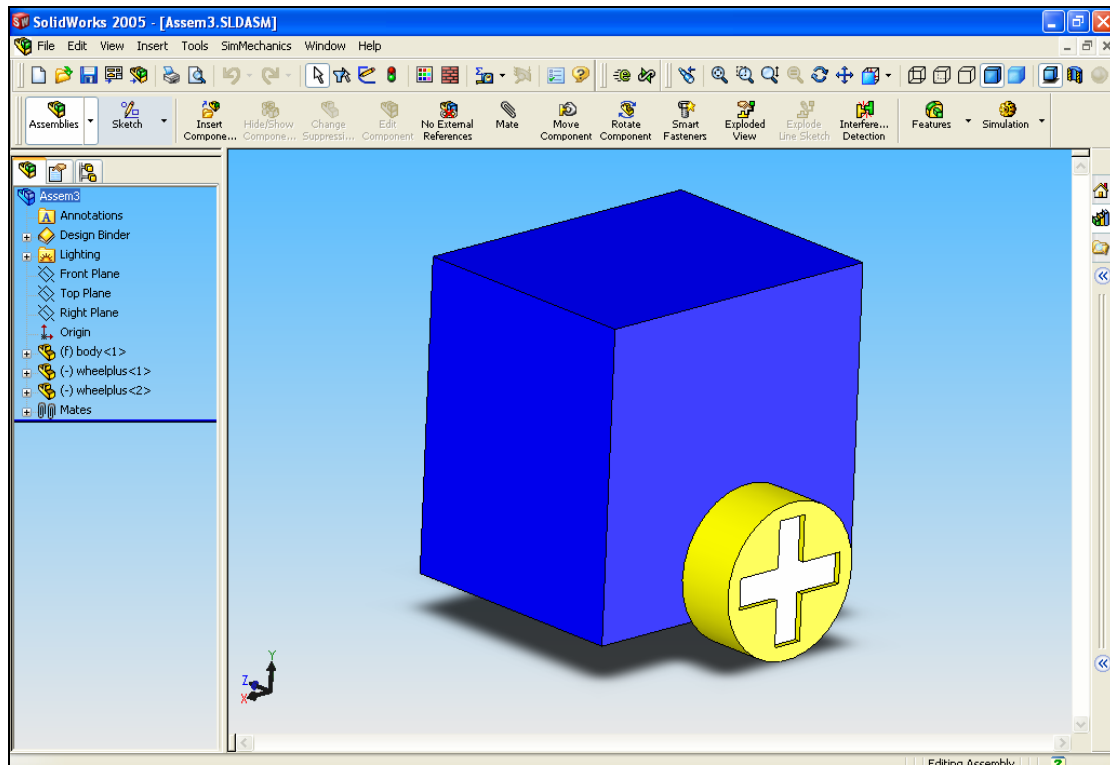 SolidWorks 2005 - [Assem3.SLDASM]
File Edit View Insert Tools SimMechanics Window Help
Assemblies Sketch Insert Compone... Hide/Show Compone... Change Suppressi... Edit Component No External References Mate Move Component Rotate Component Smart Fasteners Exploded View Explode Line Sketch Interfere... Detection Features Simulation
Assem3
A Annotations
Design Binder
Lighting
Front Plane
Top Plane
Right Plane
Origin
(f) body<1>
(-) wheelplus<1>
(-) wheelplus<2>
Mates
Y
Z
X
Editing Assembly